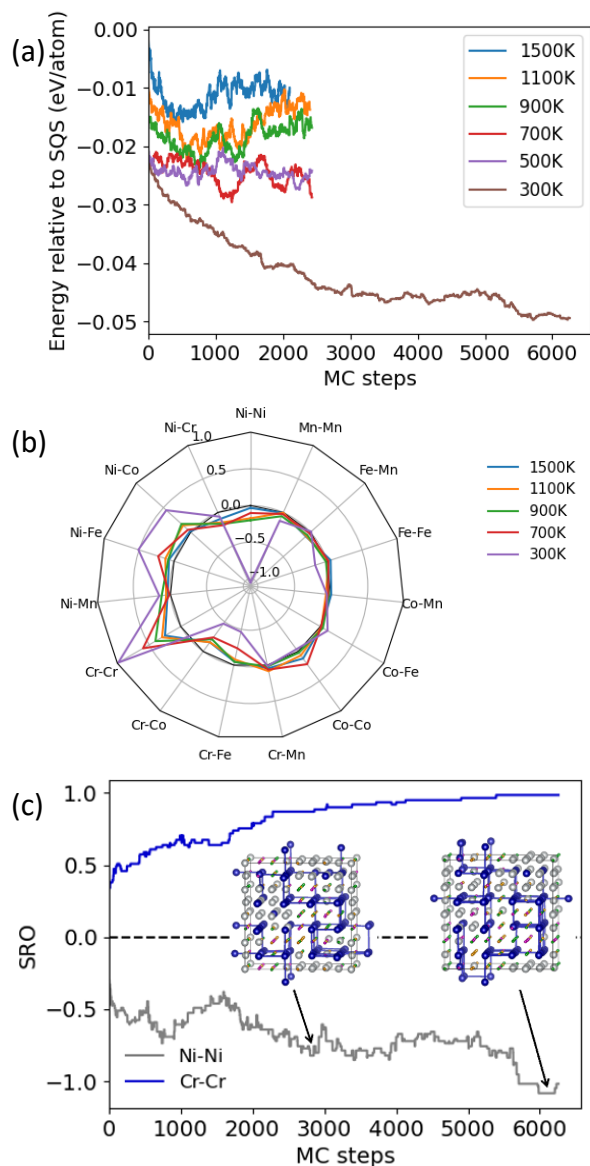 (a)
Energy relative to SQS (eV/atom)
0.00
−0.01
−0.02
−0.03
−0.04
−0.05
1500K
1100K
900K
700K
500K
300K
0 1000 2000 3000 4000 5000 6000
MC steps
(b)
Ni-Ni
Ni-Cr
Mn-Mn
Ni-Co
Fe-Mn
Ni-Fe
Fe-Fe
Ni-Mn
Co-Mn
Cr-Cr
Co-Fe
Cr-Co
Co-Co
Cr-Fe
Cr-Mn
1.0
0.5
0.0
−0.5
−1.0
1500K
1100K
900K
700K
300K
(c)
SRO
1.0
0.5
0.0
−0.5
−1.0
Ni-Ni
Cr-Cr
0 1000 2000 3000 4000 5000 6000
MC steps